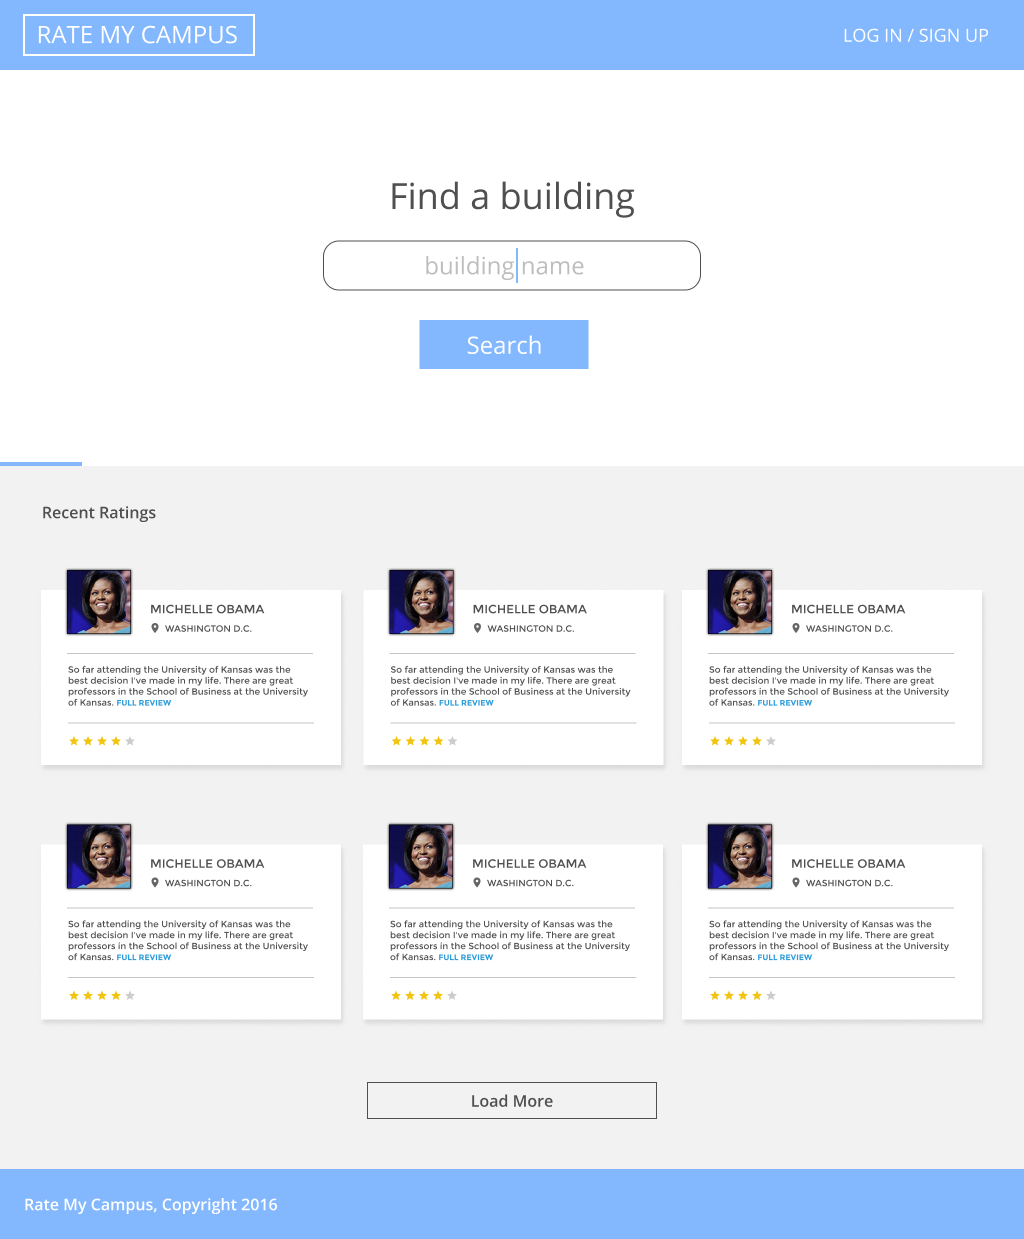 RATE MY CAMPUS
LOG IN / SIGN UP
Find a building
building name
Search
Recent Ratings
MICHELLE OBAMA
WASHINGTON D.C.
So far attending the University of Kansas was the
best decision I've made in my life. There are great
professors in the School of Business at the University
of Kansas. FULL REVIEW
MICHELLE OBAMA
WASHINGTON D.C.
So far attending the University of Kansas was the
best decision I've made in my life. There are great
professors in the School of Business at the University
of Kansas. FULL REVIEW
MICHELLE OBAMA
WASHINGTON D.C.
So far attending the University of Kansas was the
best decision I've made in my life. There are great
professors in the School of Business at the University
of Kansas. FULL REVIEW
MICHELLE OBAMA
WASHINGTON D.C.
So far attending the University of Kansas was the
best decision I've made in my life. There are great
professors in the School of Business at the University
of Kansas. FULL REVIEW
MICHELLE OBAMA
WASHINGTON D.C.
So far attending the University of Kansas was the
best decision I've made in my life. There are great
professors in the School of Business at the University
of Kansas. FULL REVIEW
MICHELLE OBAMA
WASHINGTON D.C.
So far attending the University of Kansas was the
best decision I've made in my life. There are great
professors in the School of Business at the University
of Kansas. FULL REVIEW
Load More
Rate My Campus, Copyright 2016